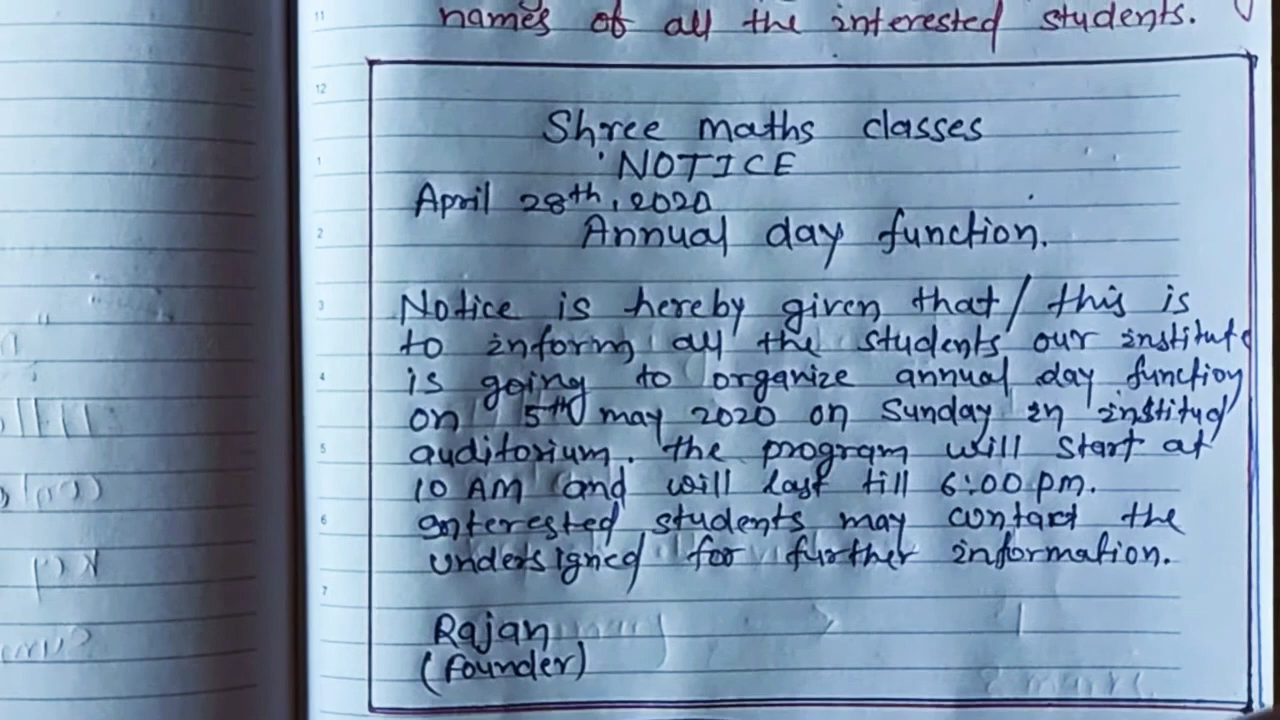 names of all the interested students.
Shree maths classes
NOTICE
April 28th, 2020
Annual day function.
Notice is hereby given that / this is
to inform all the students our institute
is going to organize annual day function
on 5th may 2020 on Sunday in institud
auditorium. the program will start at
10 AM and will last till 6:00 pm.
Interested students may contact the
undersigned for further information.
Rajan
(founder)